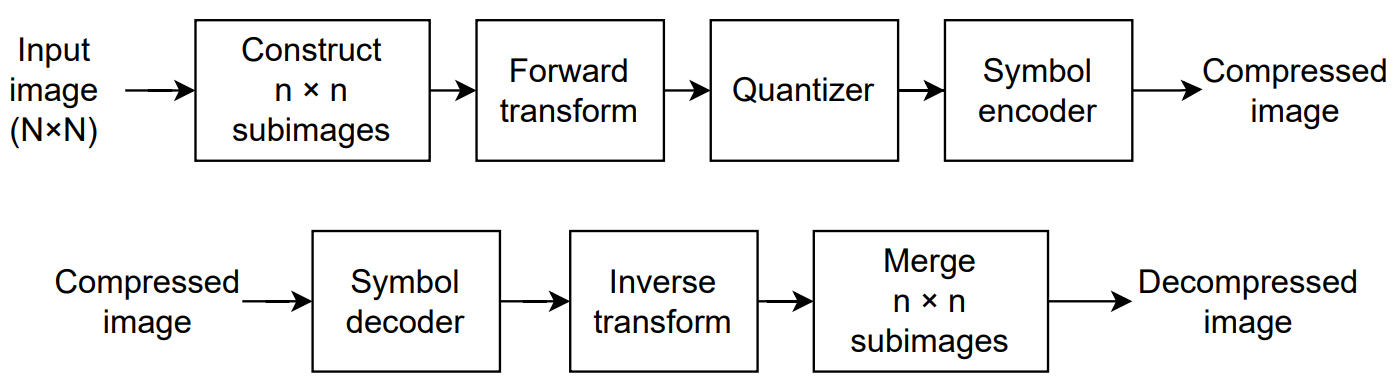 Input
image
(N×N)
Construct
n × n
subimages
Forward
transform
Quantizer
Symbol
encoder
Compressed
image
Compressed
image
Symbol
decoder
Inverse
transform
Merge
n × n
subimages
Decompressed
image